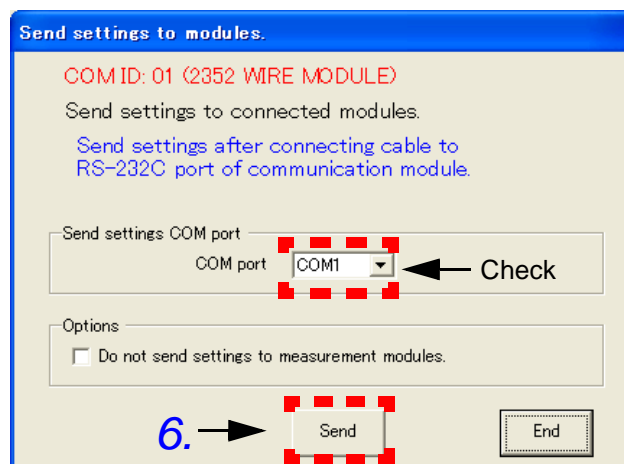 Send settings to modules.
COM ID: 01 (2352 WIRE MODULE)
Send settings to connected modules.
Send settings after connecting cable to
RS-232C port of communication module.
Send settings COM port
COM port COM1 Check
Options
Do not send settings to measurement modules.
6. Send End